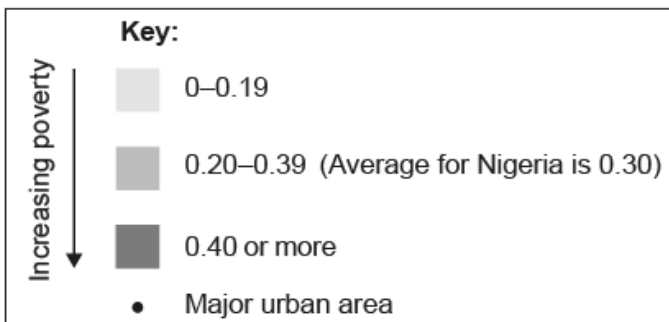 Key:
Increasing poverty
0–0.19
0.20–0.39 (Average for Nigeria is 0.30)
0.40 or more
Major urban area